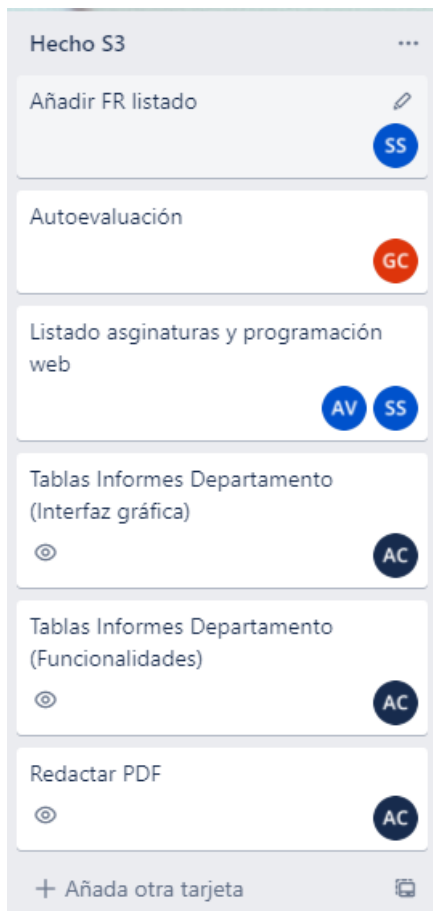 Hecho S3
Añadir FR listado
SS
Autoevaluación
GC
Listado asginaturas y programación
web
AV SS
Tablas Informes Departamento
(Interfaz gráfica)
AC
Tablas Informes Departamento
(Funcionalidades)
AC
Redactar PDF
AC
+ Añada otra tarjeta